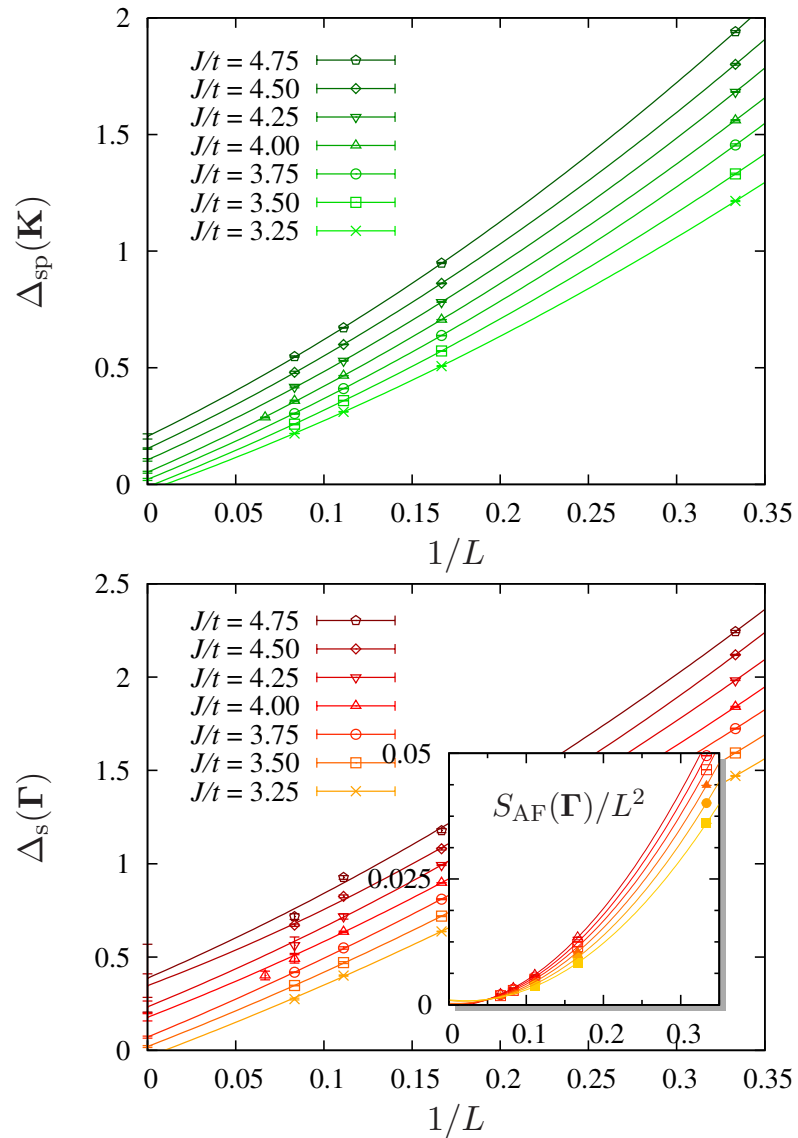 2
1.5
1
0.5
0
Δsp(K)
J/t = 4.75
J/t = 4.50
J/t = 4.25
J/t = 4.00
J/t = 3.75
J/t = 3.50
J/t = 3.25
0 0.05 0.1 0.15 0.2 0.25 0.3 0.35
1/L
2.5
2
1.5
1
0.5
0
Δs(Γ)
J/t = 4.75
J/t = 4.50
J/t = 4.25
J/t = 4.00
J/t = 3.75
J/t = 3.50
J/t = 3.25
0.05
0.025
0
SAF(Γ)/L²
0 0.1 0.2 0.3
0 0.05 0.1 0.15 0.2 0.25 0.3 0.35
1/L